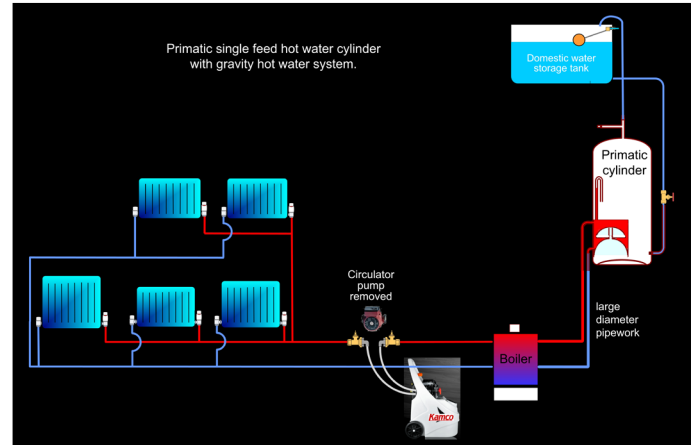 Primatic single feed hot water cylinder
with gravity hot water system.
Domestic water
storage tank
Primatic
cylinder
Circulator
pump
removed
large
diameter
pipework
Boiler
Kamco